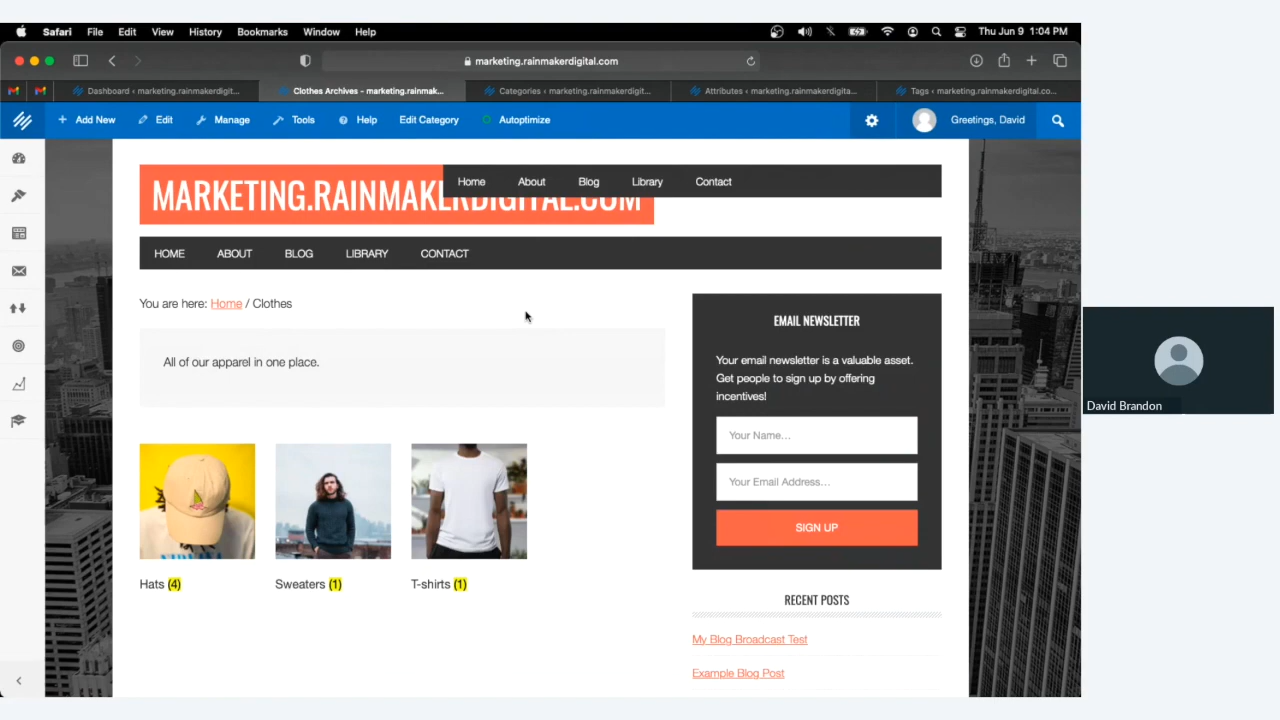 Safari File Edit View History Bookmarks Window Help Thu Jun 9 1:04 PM
marketing.rainmakerdigital.com
Dashboard ‹ marketing.rainmakerdigit... Clothes Archives – marketing.rainmak... Categories ‹ marketing.rainmakerdigit... Attributes ‹ marketing.rainmakerdigita... Tags ‹ marketing.rainmakerdigital.co...
Add New Edit Manage Tools Help Edit Category Autoptimize Greetings, David
Home About Blog Library Contact
MARKETING.RAINMAKERDIGITAL.COM
HOME ABOUT BLOG LIBRARY CONTACT
You are here: Home / Clothes
All of our apparel in one place.
Hats (4) Sweaters (1) T-shirts (1)
EMAIL NEWSLETTER
Your email newsletter is a valuable asset.
Get people to sign up by offering
incentives!
Your Name...
Your Email Address...
SIGN UP
RECENT POSTS
My Blog Broadcast Test
Example Blog Post
David Brandon